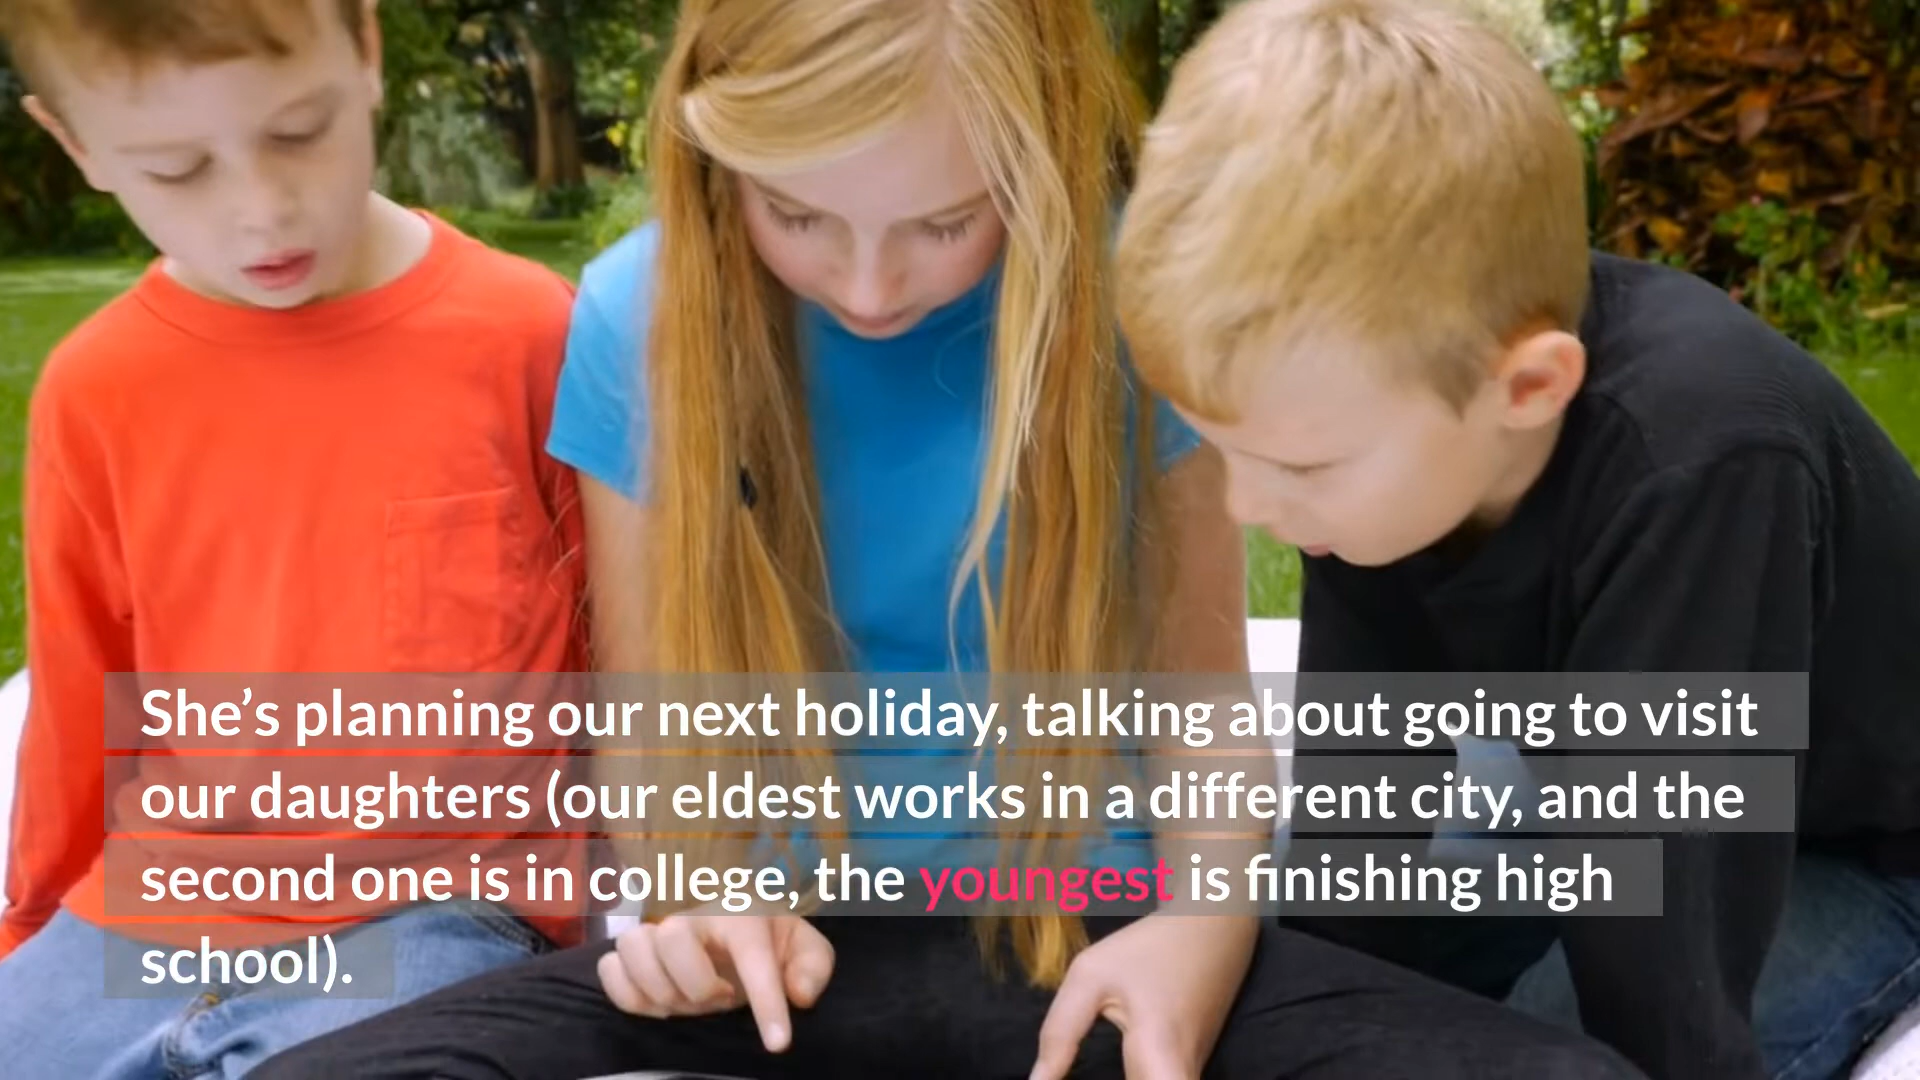 She’s planning our next holiday, talking about going to visit
our daughters (our eldest works in a different city, and the
second one is in college, the youngest is finishing high
school).